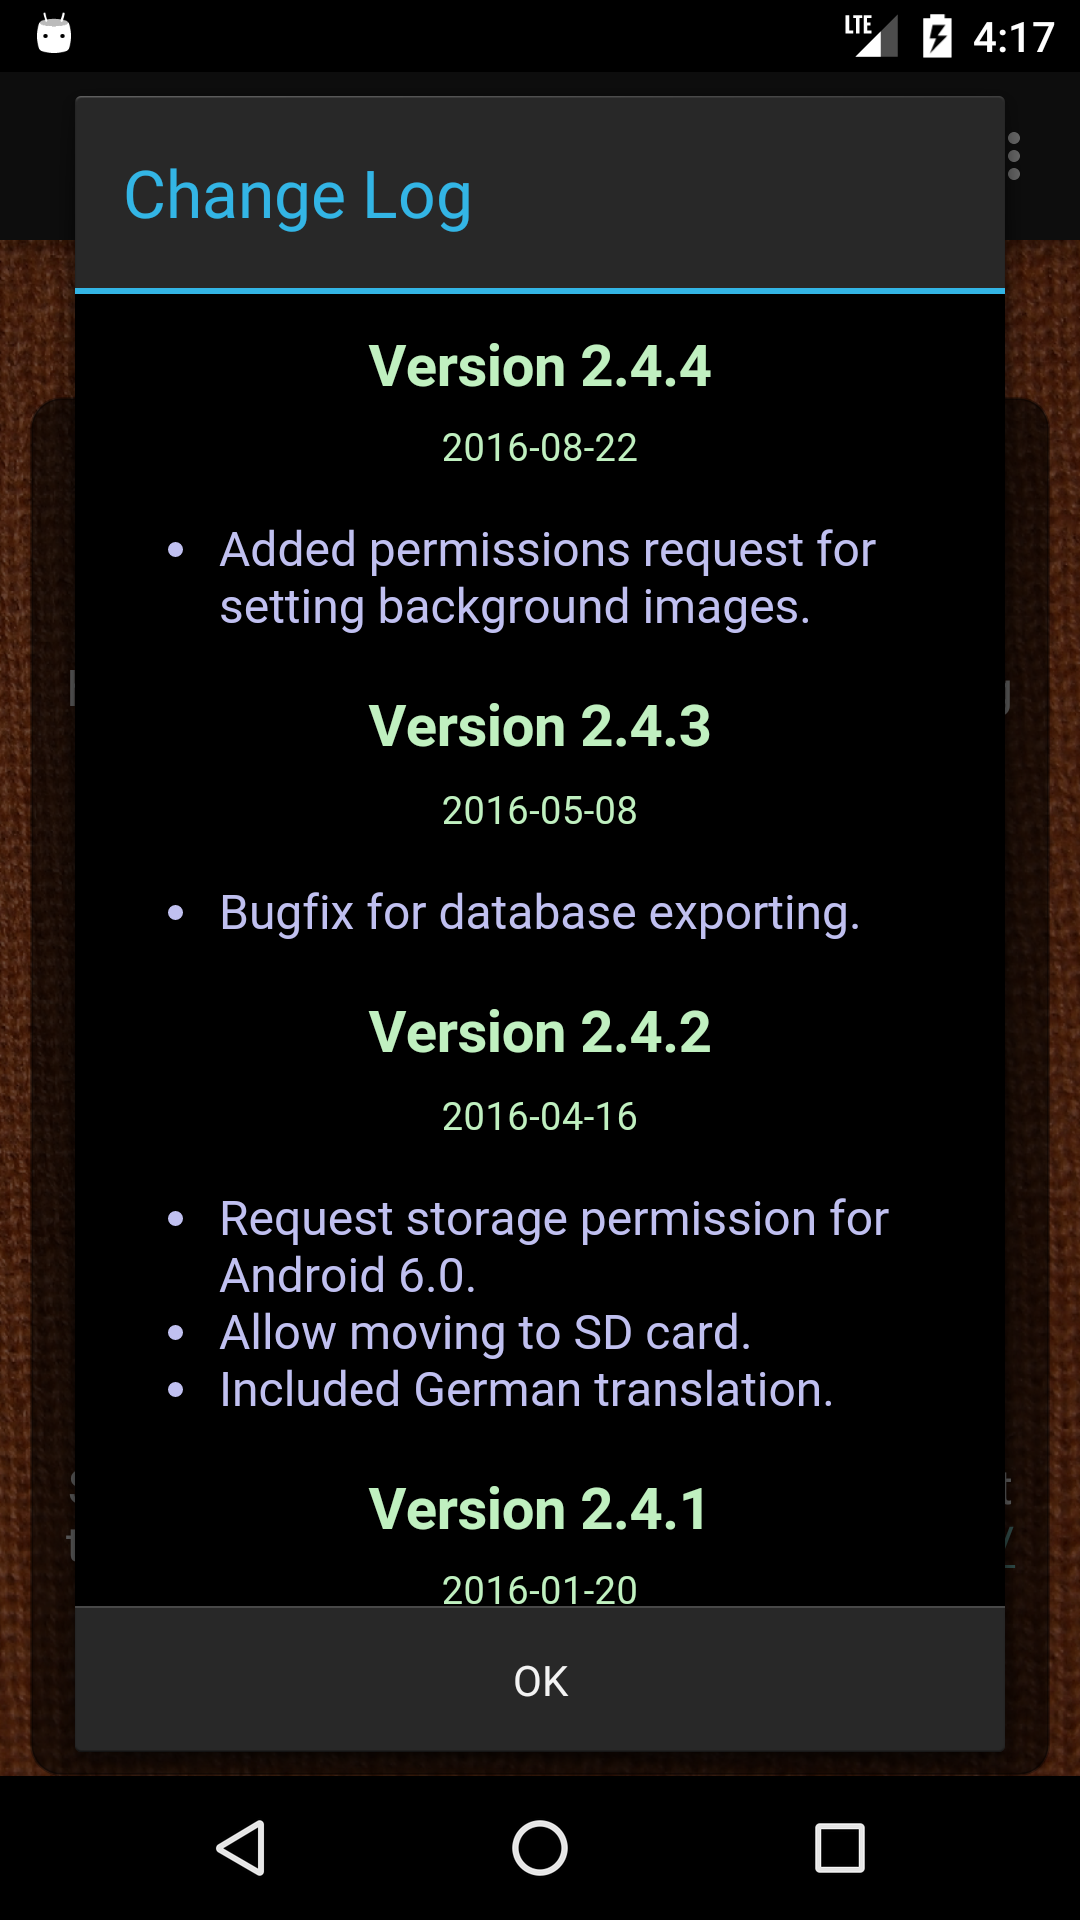 LTE 4:17
Change Log
Version 2.4.4
2016-08-22
• Added permissions request for
setting background images.
Version 2.4.3
2016-05-08
• Bugfix for database exporting.
Version 2.4.2
2016-04-16
• Request storage permission for
Android 6.0.
• Allow moving to SD card.
• Included German translation.
Version 2.4.1
2016-01-20
OK